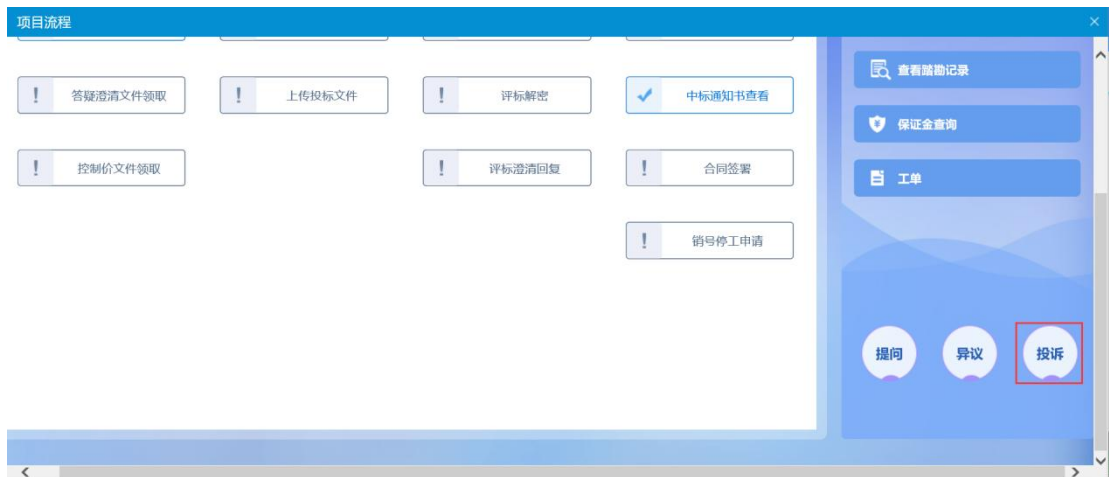 项目流程
答疑澄清文件领取
上传投标文件
评标解密
中标通知书查看
控制价文件领取
评标澄清回复
合同签署
销号停工申请
查看踏勘记录
保证金查询
工单
提问
异议
投诉